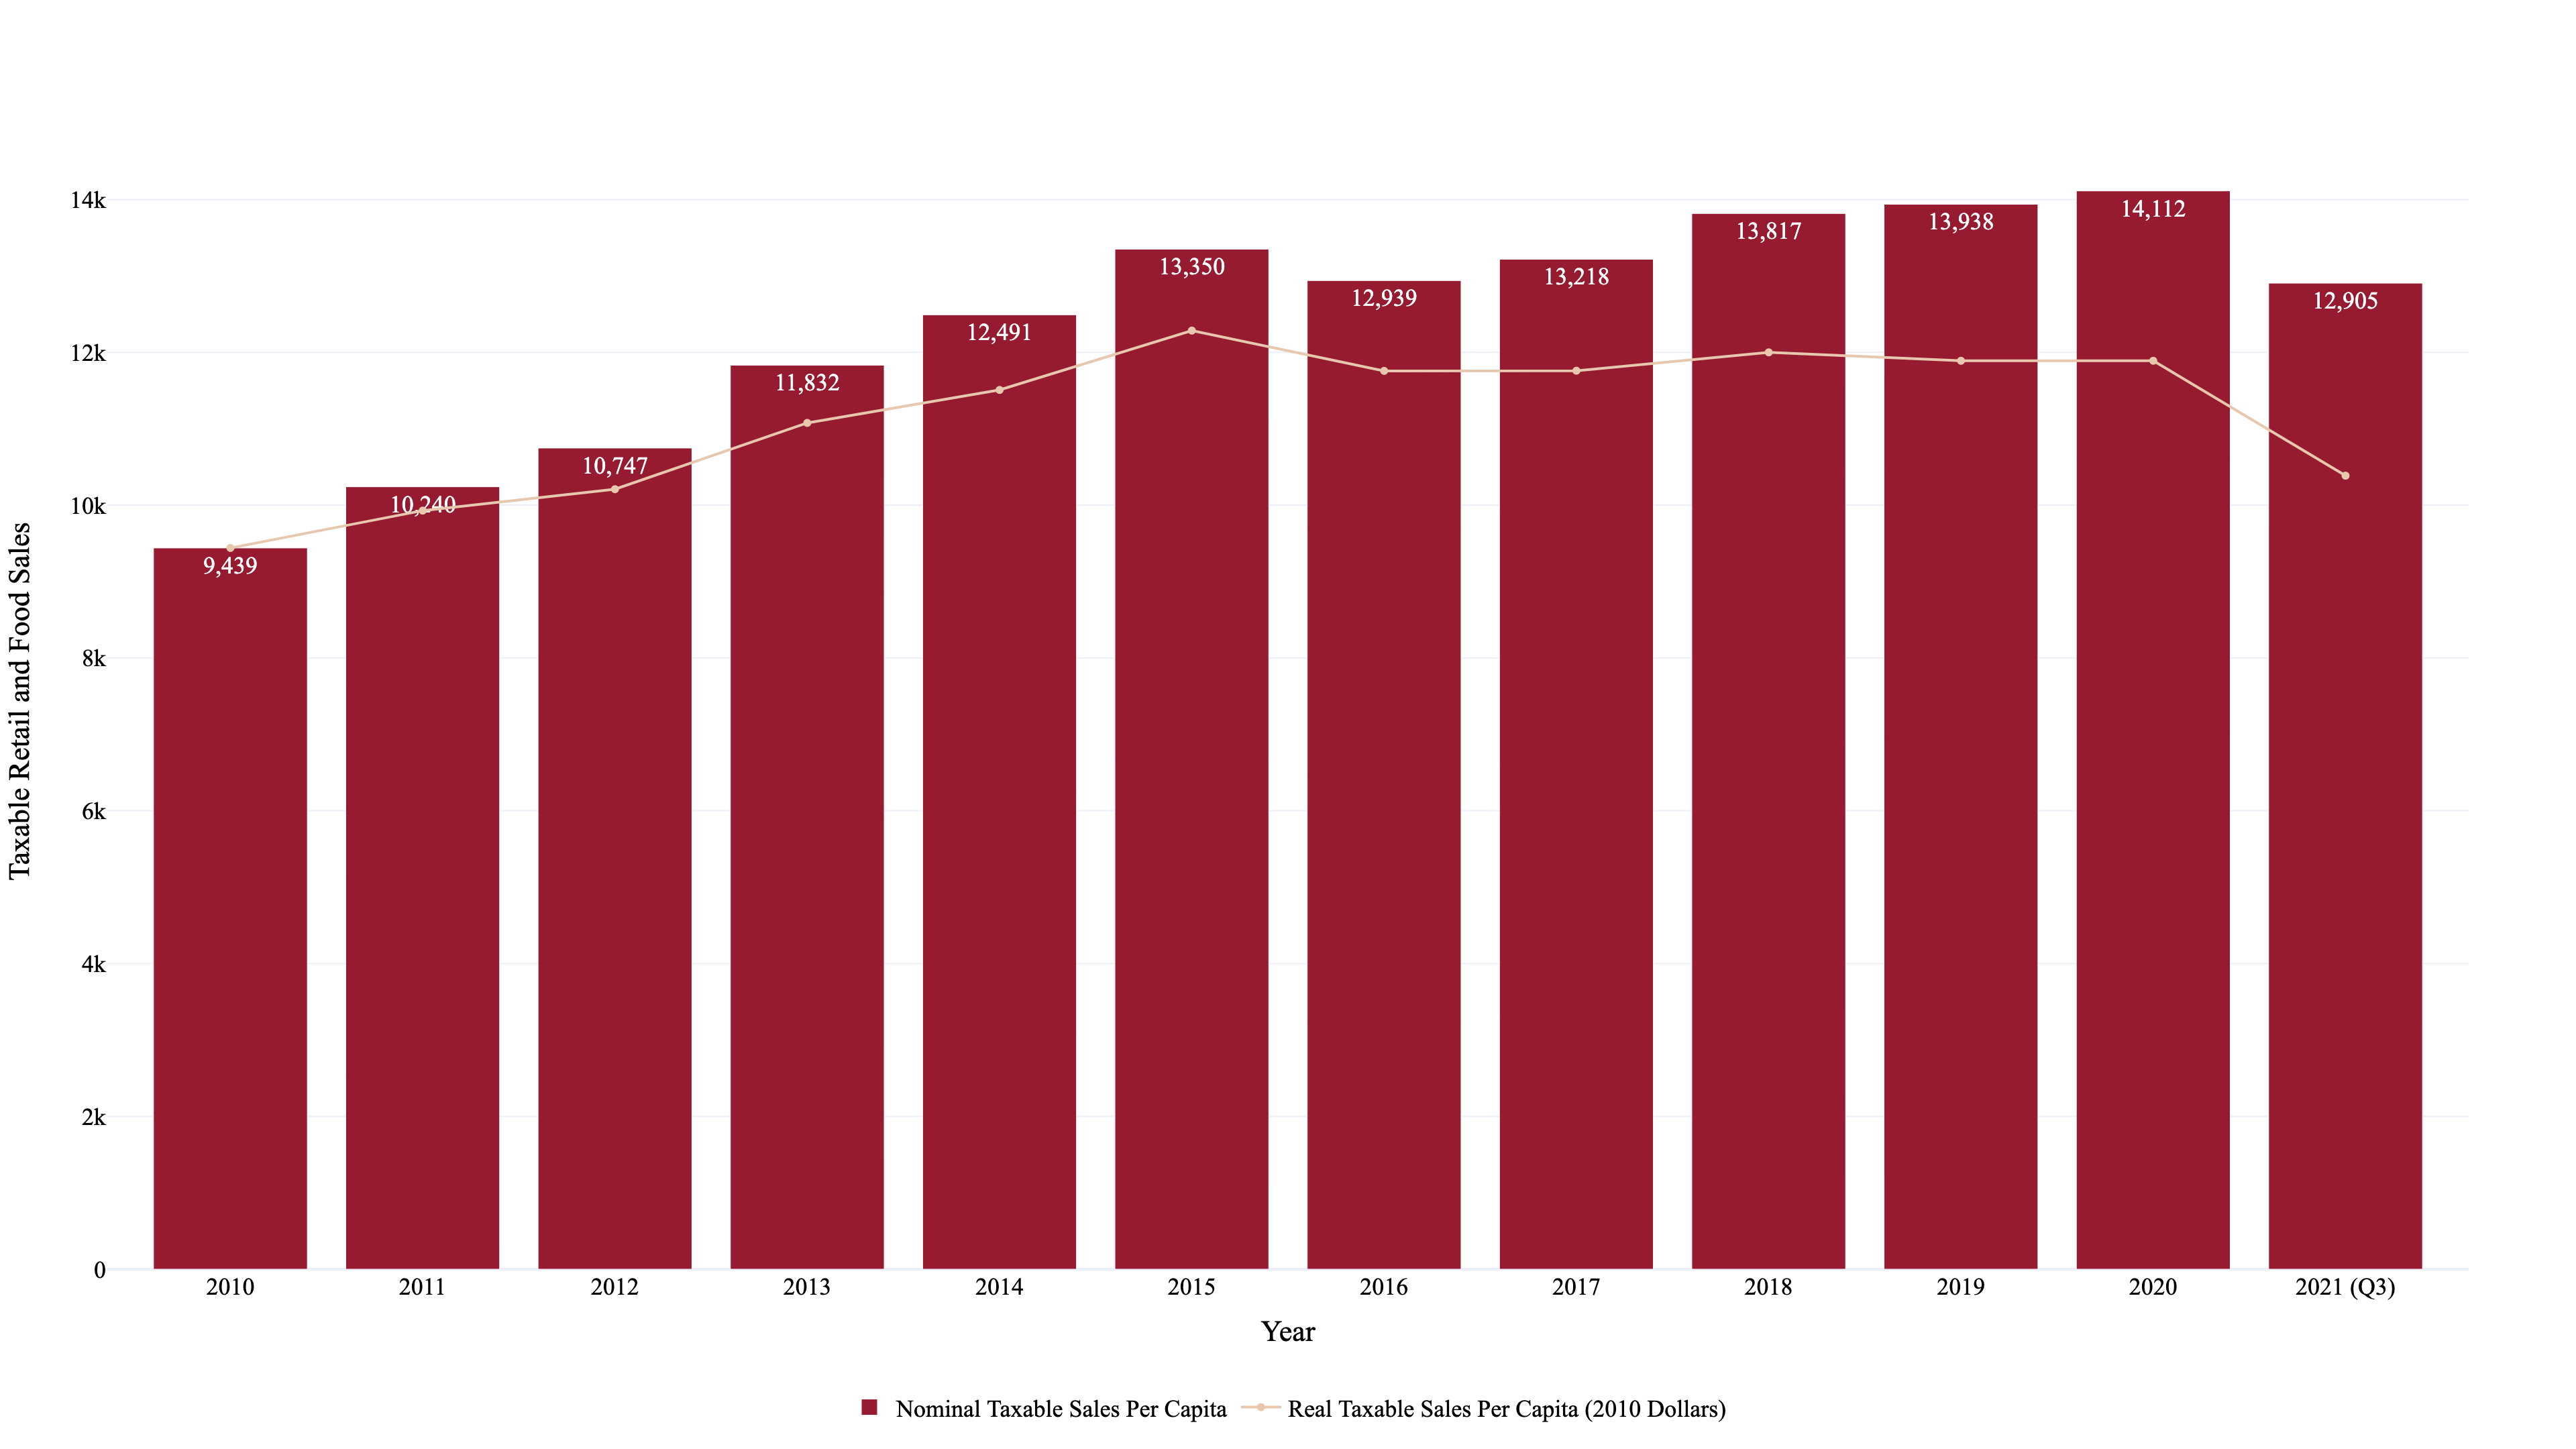 Taxable Retail and Food Sales
14k
12k
10k
8k
6k
4k
2k
0
9,439
10,240
10,747
11,832
12,491
13,350
12,939
13,218
13,817
13,938
14,112
12,905
2010
2011
2012
2013
2014
2015
2016
2017
2018
2019
2020
2021 (Q3)
Year
Nominal Taxable Sales Per Capita
Real Taxable Sales Per Capita (2010 Dollars)